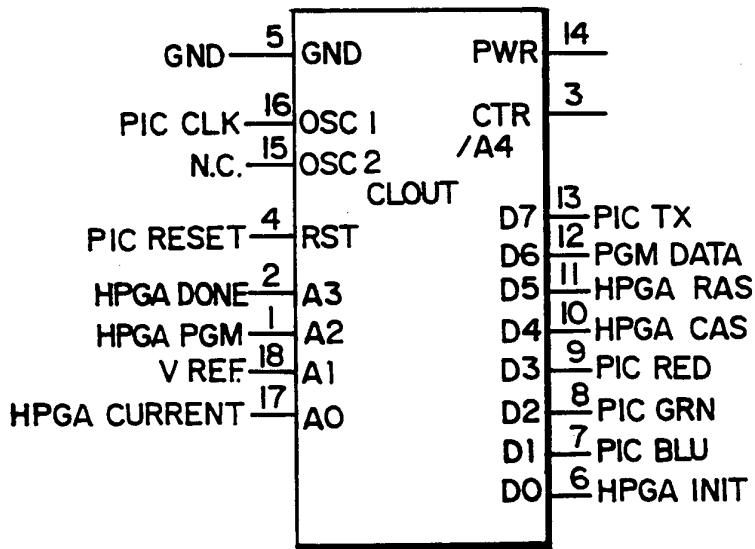 GND 5 GND PWR 14
PIC CLK 16 OSC 1 CTR 3
/A4
N.C. 15 OSC 2
CLOUT
D7 13 PIC TX
PIC RESET 4 RST
D6 12 PGM DATA
HPGA DONE 2 A3 D5 11 HPGA RAS
HPGA PGM 1 A2 D4 10 HPGA CAS
V REF. 18 A1 D3 9 PIC RED
HPGA CURRENT 17 A0 D2 8 PIC GRN
D1 7 PIC BLU
D0 6 HPGA INIT